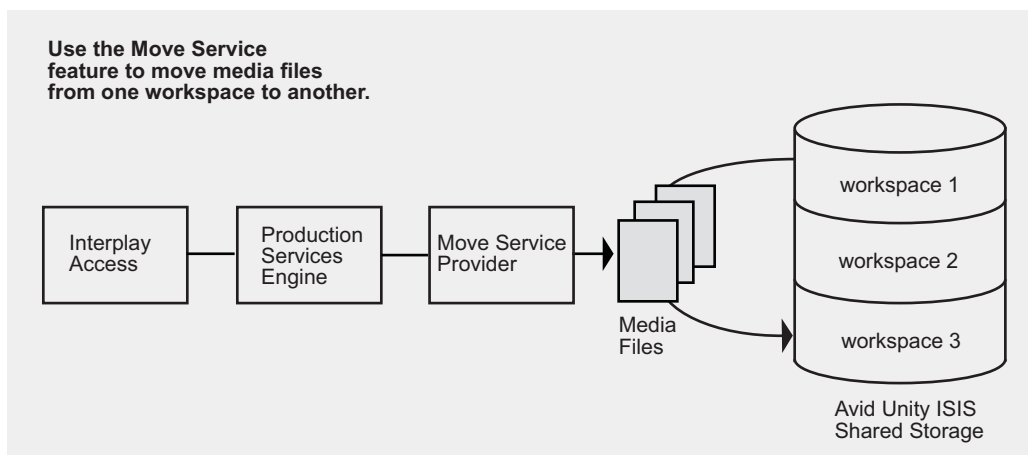 Use the Move Service
feature to move media files
from one workspace to another.
Interplay
Access
Production
Services
Engine
Move Service
Provider
Media
Files
workspace 1
workspace 2
workspace 3
Avid Unity ISIS
Shared Storage